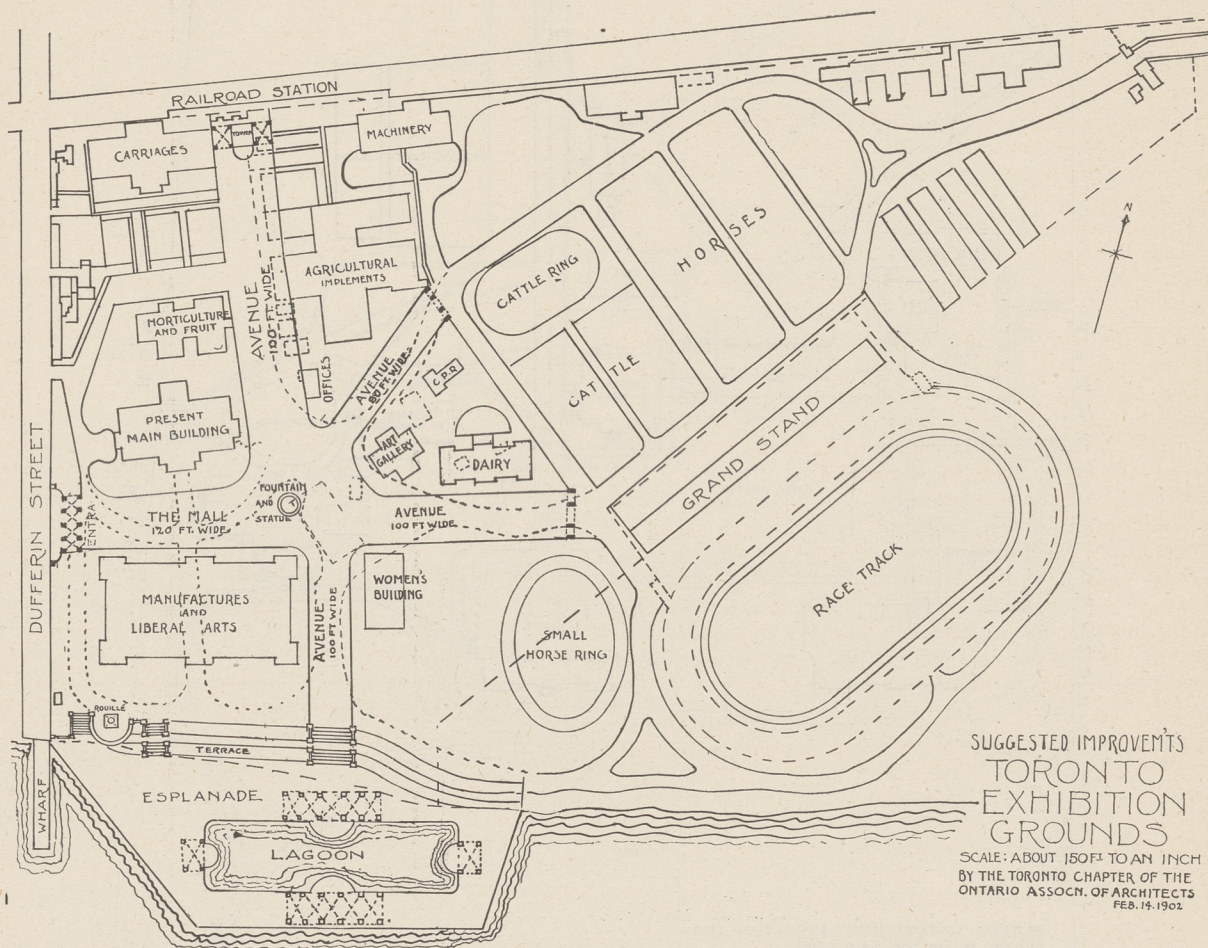 RAILROAD STATION
TOWER
MACHINERY
CARRIAGES
N
HORSES
CATTLE RING
AGRICULTURAL
IMPLEMENTS
HORTICULTURE
AND FRUIT
AVENUE
100 FT. WIDE
OFFICES
AVENUE
80 FT. WIDE
C.P.R
CATTLE
GRAND STAND
PRESENT
MAIN BUILDING
ART
GALLERY
DAIRY
DUFFERIN STREET
ENTRA
THE MALL
120 FT. WIDE
FOUNTAIN
AND
STATUE
AVENUE
100 FT WIDE
RACE TRACK
MANUFACTURES
AND
LIBERAL ARTS
AVENUE
100 FT WIDE
WOMEN'S
BUILDING
SMALL
HORSE RING
ROUILLE
TERRACE
WHARF
ESPLANADE
LAGOON
SUGGESTED IMPROVEM'TS
TORONTO
EXHIBITION
GROUNDS
SCALE: ABOUT 150 FT TO AN INCH
BY THE TORONTO CHAPTER OF THE
ONTARIO ASSOCN. OF ARCHITECTS
FEB. 14. 1902